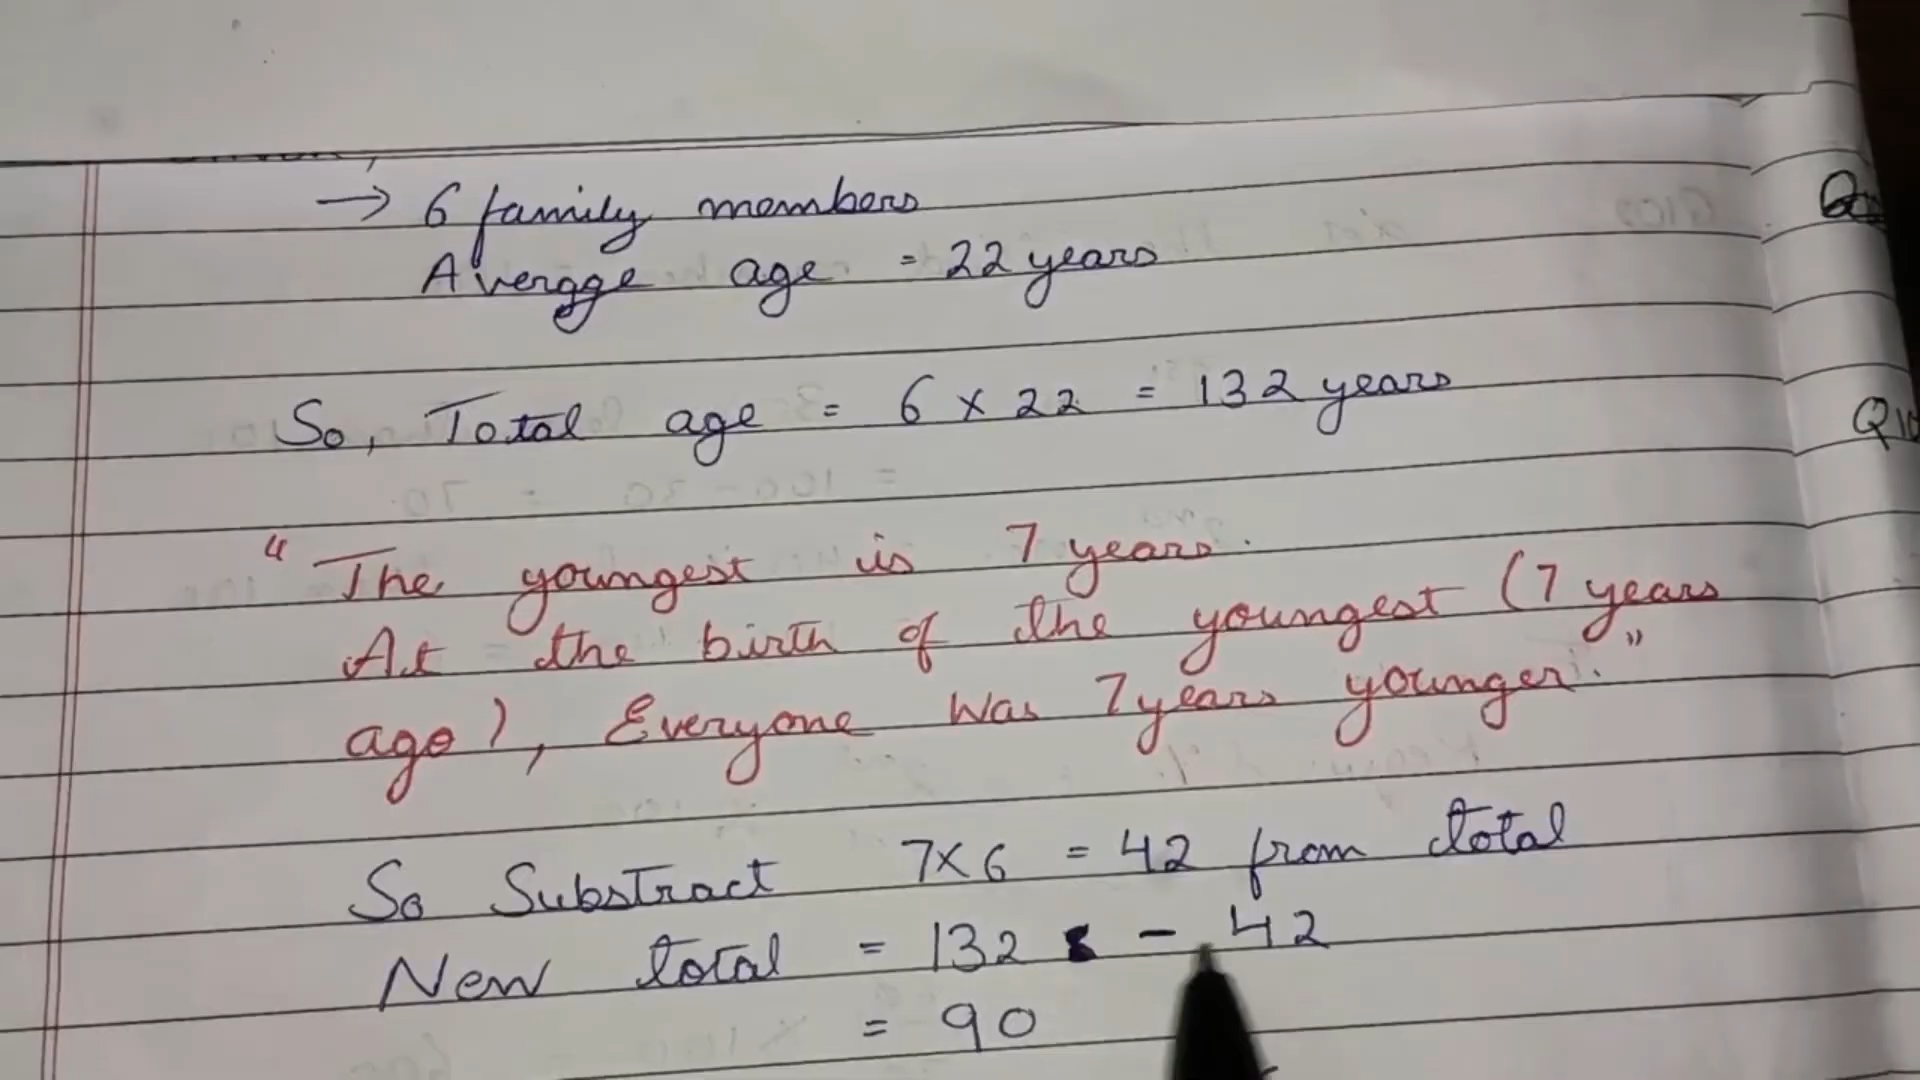 → 6 family members
Average age = 22 years
So, Total age = 6 × 22 = 132 years
“The youngest is 7 years.
At the birth of the youngest (7 years
ago), Everyone was 7 years younger.”
So Substract 7×6 = 42 from total
New total = 132 - 42
= 90